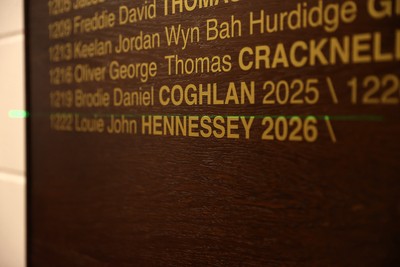 1209 Freddie David THOMAS
1213 Keelan Jordan Wyn Bah Hurdidge
1216 Oliver George Thomas CRACKNELL
1219 Brodie Daniel COGHLAN 2025 \ 122
1222 Louie John HENNESSEY 2026 \